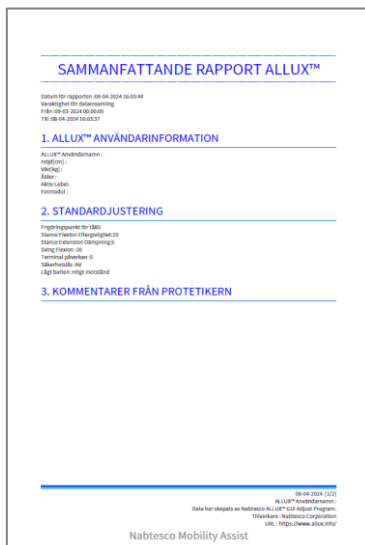 SAMMANFATTANDE RAPPORT ALLUX™
Datum för rapporten :08-04-2024 16:03:44
Varaktighet för datainsamling
Från :09-03-2024 00:00:00
Till :08-04-2024 16:03:37
1. ALLUX™ ANVÄNDARINFORMATION
ALLUX™ Användarnamn :
Höjd[cm] :
Vikt[kg] :
Ålder :
Aktiv Label:
Fotmodul :
2. STANDARDJUSTERING
Frigöringspunkt för tå80
Stance Flexion Eftergivlighet:20
Stance Extension Dämpning:5
Swing Flexion :20
Terminal påverkan :5
Säkerhetslås :AV
Lågt batteri :Högt motstånd
3. KOMMENTARER FRÅN PROTETIKERN
08-04-2024 [1/2]
ALLUX™ Användarnamn :
Data har skapats av Nabtesco ALLUX™ GUI Adjust Program.
Tillverkare : Nabtesco Corporation
URL : https://www.allux.info/
Nabtesco Mobility Assist